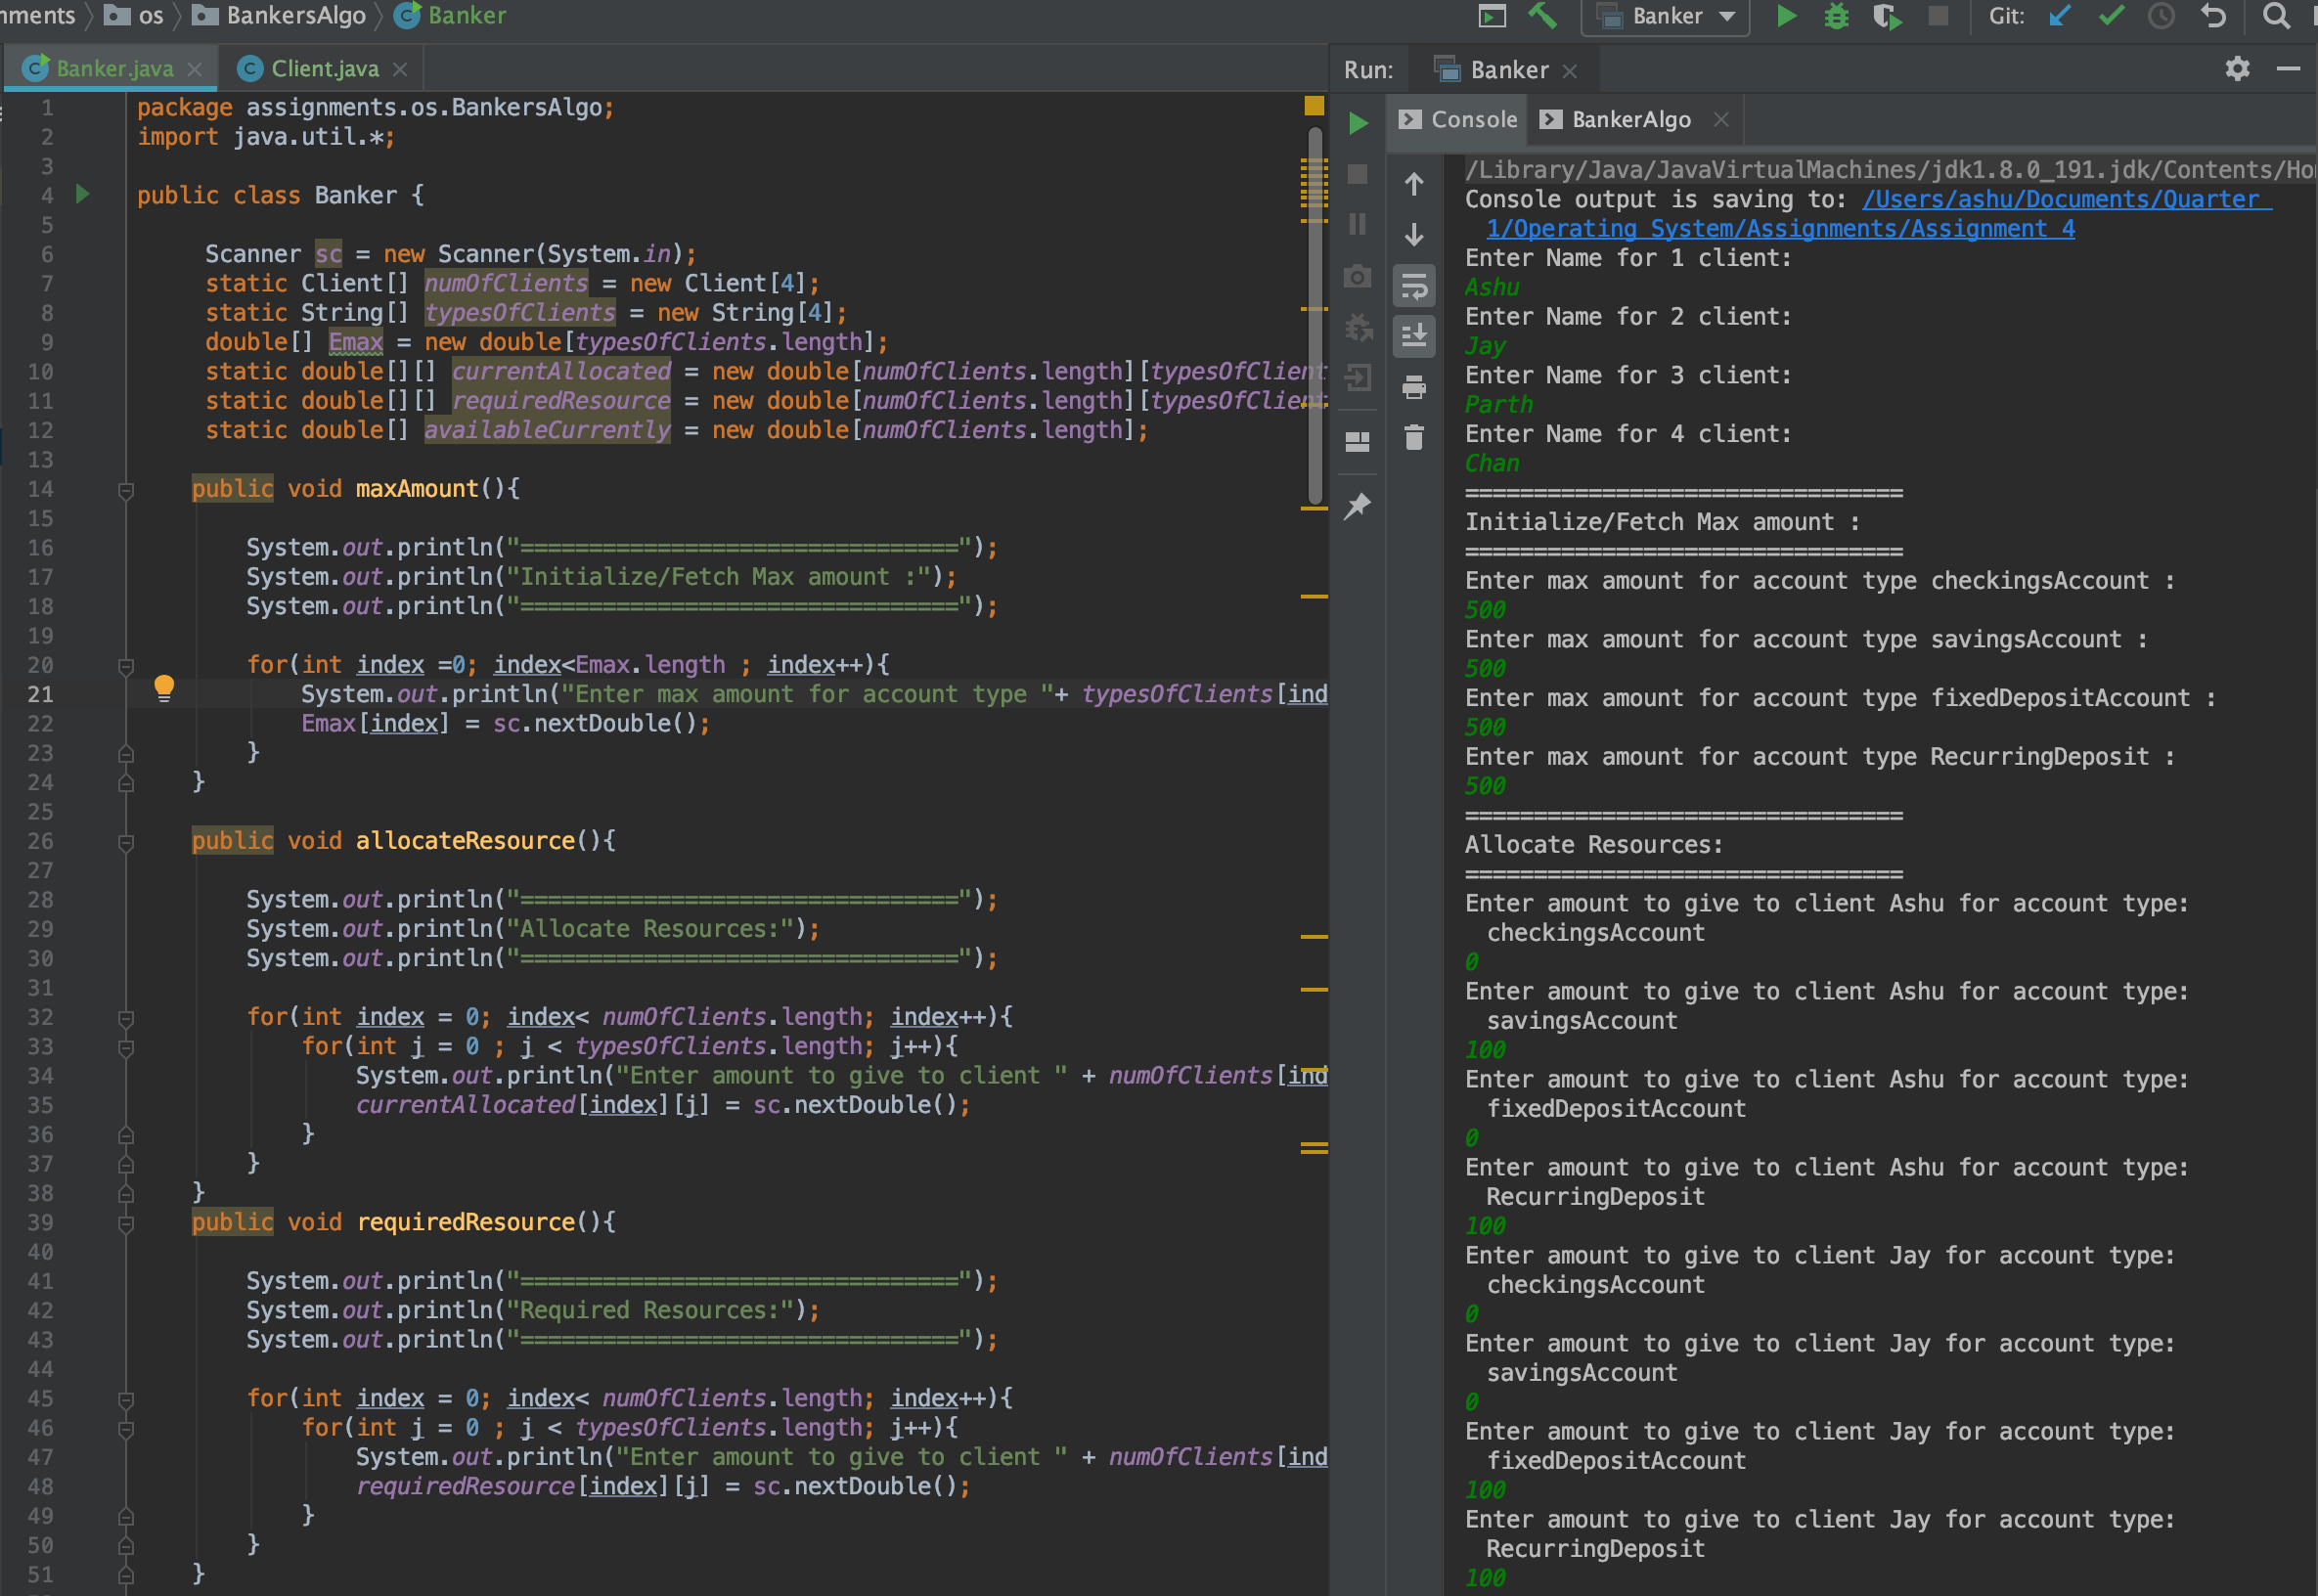 nments os BankersAlgo Banker
Banker Git:
Banker.java Client.java
Run: Banker
1 package assignments.os.BankersAlgo;
2 import java.util.*;
3
4 public class Banker {
5
6 Scanner sc = new Scanner(System.in);
7 static Client[] numOfClients = new Client[4];
8 static String[] typesOfClients = new String[4];
9 double[] Emax = new double[typesOfClients.length];
10 static double[][] currentAllocated = new double[numOfClients.length][typesOfClient
11 static double[][] requiredResource = new double[numOfClients.length][typesOfClient
12 static double[] availableCurrently = new double[numOfClients.length];
13
14 public void maxAmount(){
15
16 System.out.println("================================");
17 System.out.println("Initialize/Fetch Max amount :");
18 System.out.println("================================");
19
20 for(int index =0; index<Emax.length ; index++){
21 System.out.println("Enter max amount for account type "+ typesOfClients[ind
22 Emax[index] = sc.nextDouble();
23 }
24 }
25
26 public void allocateResource(){
27
28 System.out.println("================================");
29 System.out.println("Allocate Resources:");
30 System.out.println("================================");
31
32 for(int index = 0; index< numOfClients.length; index++){
33 for(int j = 0 ; j < typesOfClients.length; j++){
34 System.out.println("Enter amount to give to client " + numOfClients[ind
35 currentAllocated[index][j] = sc.nextDouble();
36 }
37 }
38 }
39 public void requiredResource(){
40
41 System.out.println("================================");
42 System.out.println("Required Resources:");
43 System.out.println("================================");
44
45 for(int index = 0; index< numOfClients.length; index++){
46 for(int j = 0 ; j < typesOfClients.length; j++){
47 System.out.println("Enter amount to give to client " + numOfClients[ind
48 requiredResource[index][j] = sc.nextDouble();
49 }
50 }
51 }
Console BankerAlgo
/Library/Java/JavaVirtualMachines/jdk1.8.0_191.jdk/Contents/Ho
Console output is saving to: /Users/ashu/Documents/Quarter
1/Operating System/Assignments/Assignment 4
Enter Name for 1 client:
Ashu
Enter Name for 2 client:
Jay
Enter Name for 3 client:
Parth
Enter Name for 4 client:
Chan
================================
Initialize/Fetch Max amount :
================================
Enter max amount for account type checkingsAccount :
500
Enter max amount for account type savingsAccount :
500
Enter max amount for account type fixedDepositAccount :
500
Enter max amount for account type RecurringDeposit :
500
================================
Allocate Resources:
================================
Enter amount to give to client Ashu for account type:
checkingsAccount
0
Enter amount to give to client Ashu for account type:
savingsAccount
100
Enter amount to give to client Ashu for account type:
fixedDepositAccount
0
Enter amount to give to client Ashu for account type:
RecurringDeposit
100
Enter amount to give to client Jay for account type:
checkingsAccount
0
Enter amount to give to client Jay for account type:
savingsAccount
0
Enter amount to give to client Jay for account type:
fixedDepositAccount
100
Enter amount to give to client Jay for account type:
RecurringDeposit
100